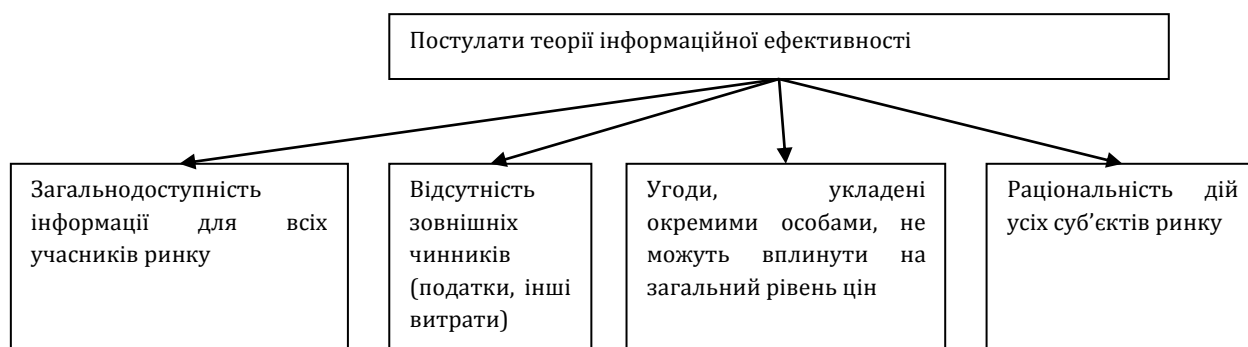 Постулати теорії інформаційної ефективності
Загальнодоступність
інформації для всіх
учасників ринку
Відсутність
зовнішніх
чинників
(податки, інші
витрати)
Угоди, укладені
окремими особами, не
можуть вплинути на
загальний рівень цін
Раціональність дій
усіх суб’єктів ринку